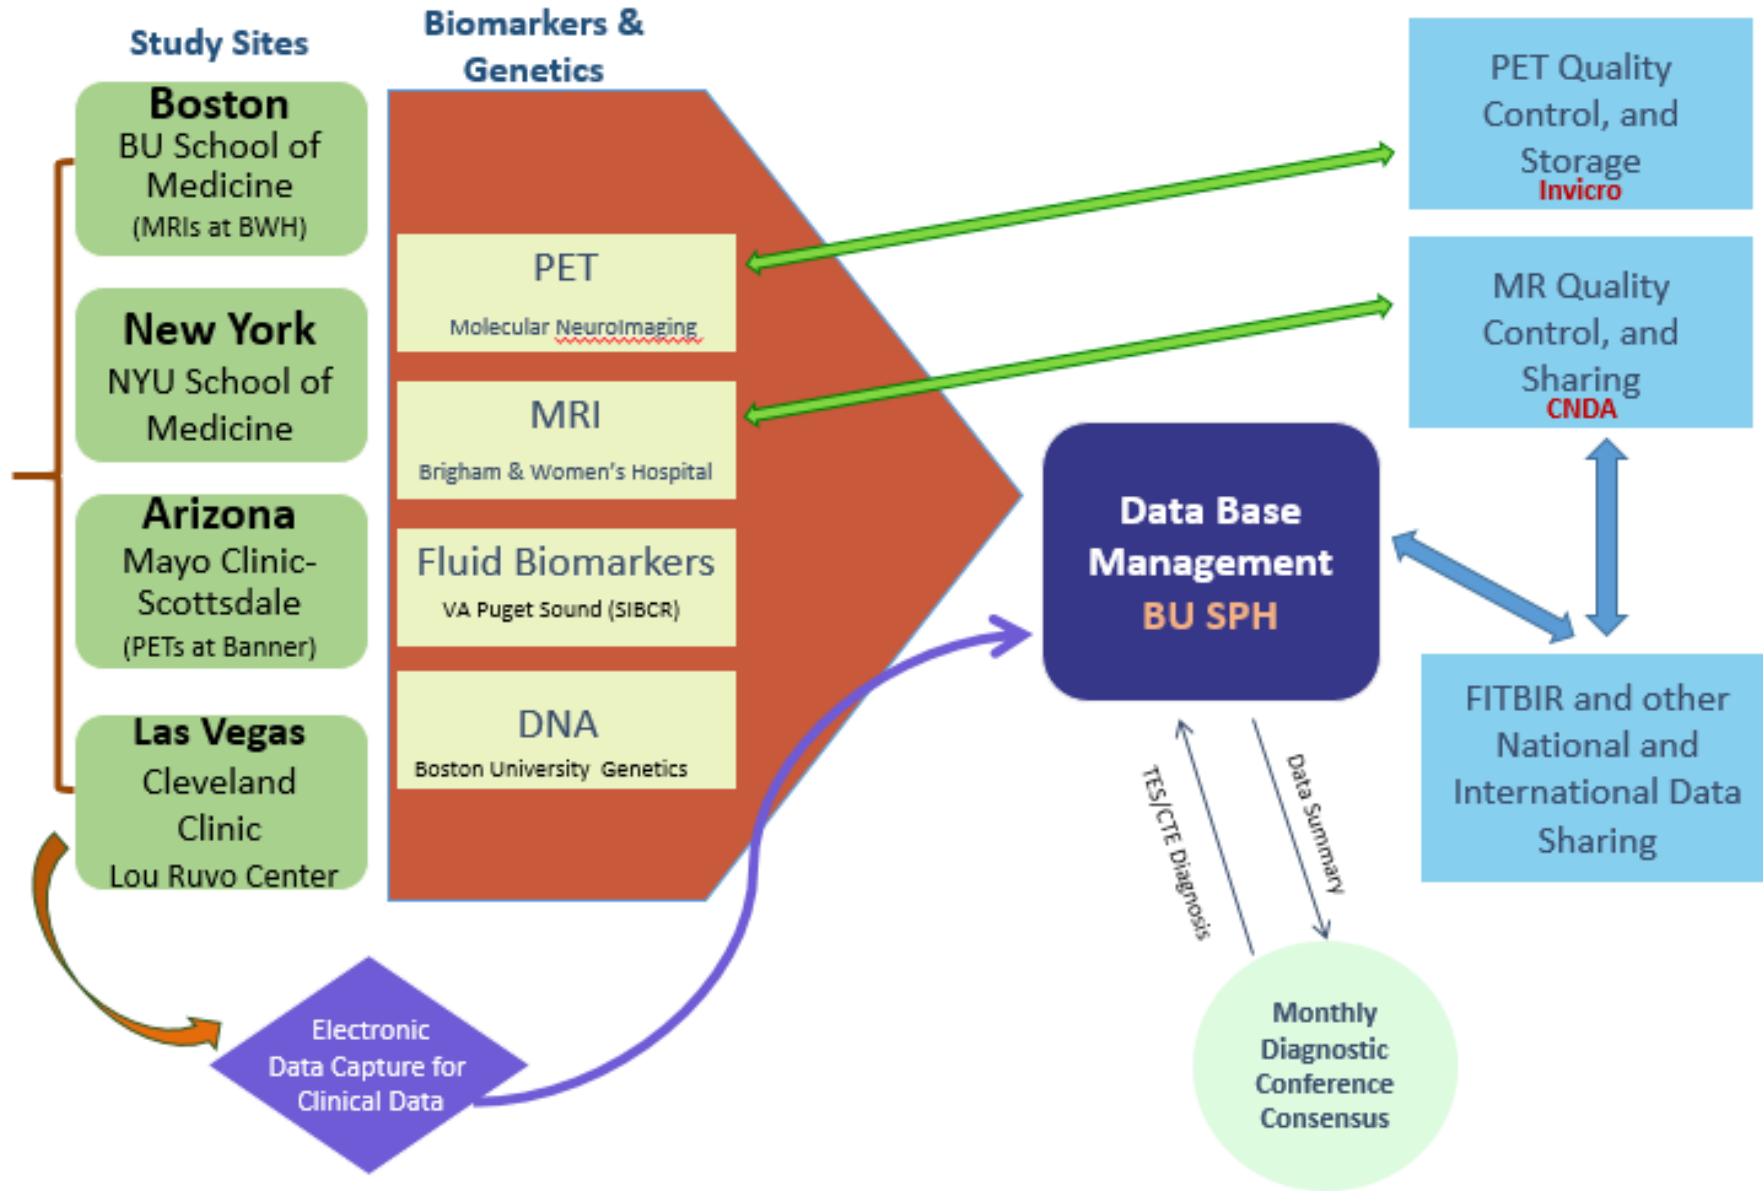 Study Sites
Boston
BU School of
Medicine
(MRIs at BWH)
New York
NYU School of
Medicine
Arizona
Mayo Clinic-
Scottsdale
(PETs at Banner)
Las Vegas
Cleveland
Clinic
Lou Ruvo Center
Biomarkers &
Genetics
PET
Molecular NeuroImaging
MRI
Brigham & Women's Hospital
Fluid Biomarkers
VA Puget Sound (SIBCR)
DNA
Boston University Genetics
Electronic
Data Capture for
Clinical Data
Data Base
Management
BU SPH
TES/CTE Diagnosis
Data Summary
Monthly
Diagnostic
Conference
Consensus
PET Quality
Control, and
Storage
Invicro
MR Quality
Control, and
Sharing
CNDA
FITBIR and other
National and
International Data
Sharing